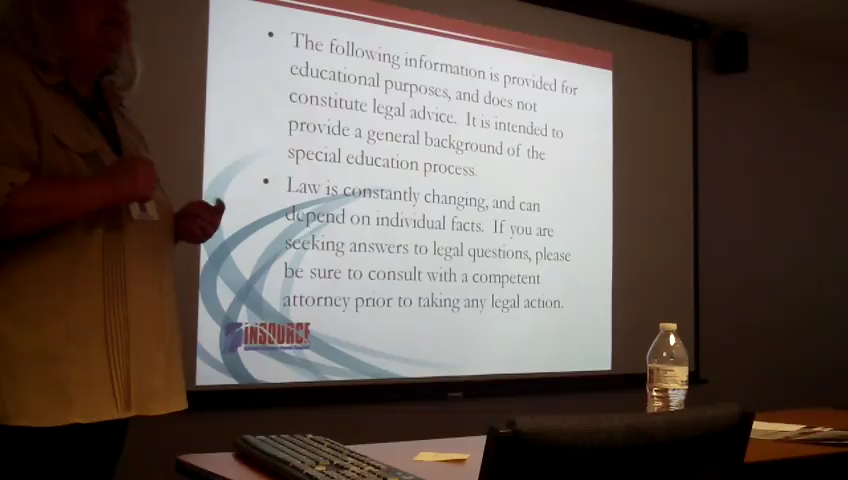 • The following information is provided for
educational purposes, and does not
constitute legal advice. It is intended to
provide a general background of the
special education process.
• Law is constantly changing, and can
depend on individual facts. If you are
seeking answers to legal questions, please
be sure to consult with a competent
attorney prior to taking any legal action.
INSOURCE